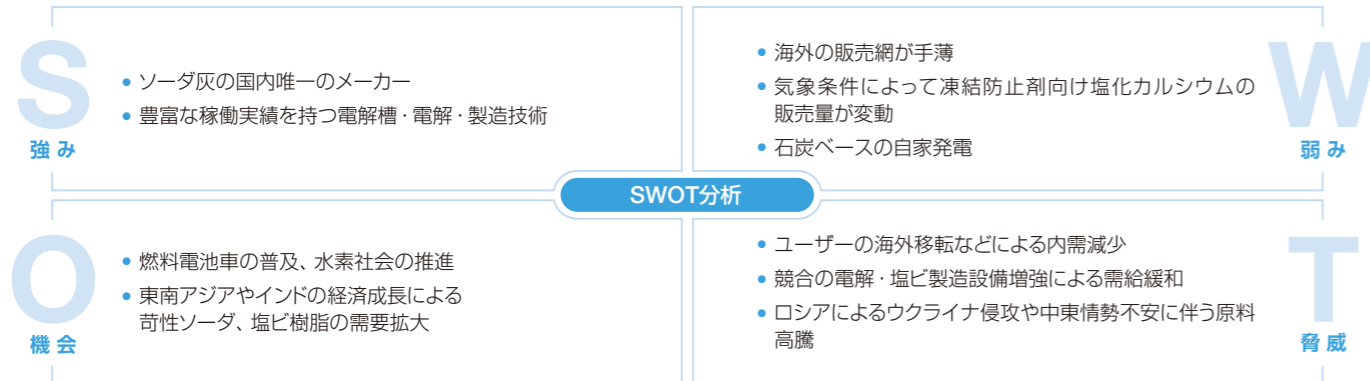 S
強み
• ソーダ灰の国内唯一のメーカー
• 豊富な稼働実績を持つ電解槽・電解・製造技術
W
弱み
• 海外の販売網が手薄
• 気象条件によって凍結防止剤向け塩化カルシウムの
販売量が変動
• 石炭ベースの自家発電
SWOT分析
O
機会
• 燃料電池車の普及、水素社会の推進
• 東南アジアやインドの経済成長による
苛性ソーダ、塩ビ樹脂の需要拡大
T
脅威
• ユーザーの海外移転などによる内需減少
• 競合の電解・塩ビ製造設備増強による需給緩和
• ロシアによるウクライナ侵攻や中東情勢不安に伴う原料
高騰